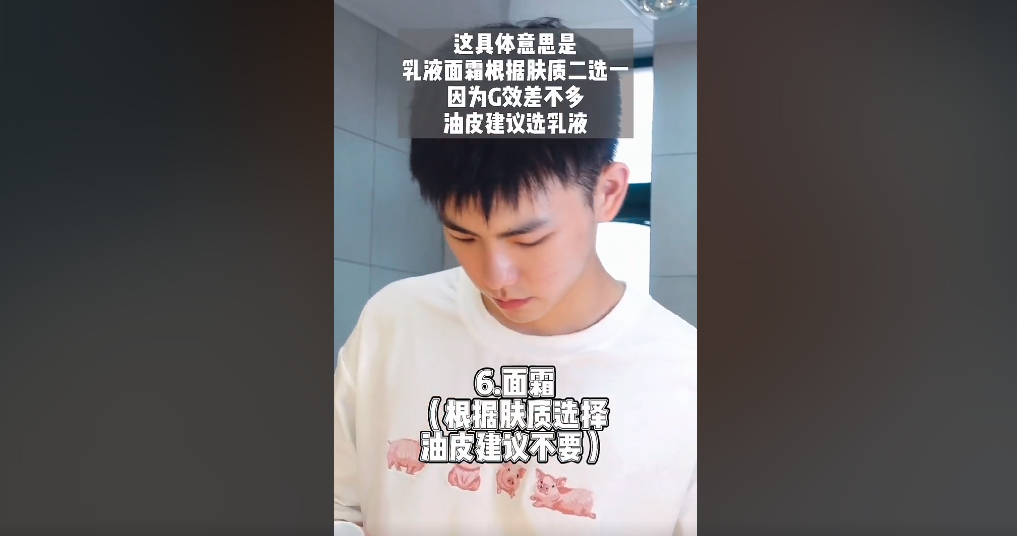 这具体意思是
乳液面霜根据肤质二选一
因为G效差不多
油皮建议选乳液
6.面霜
（根据肤质选择
油皮建议不要）